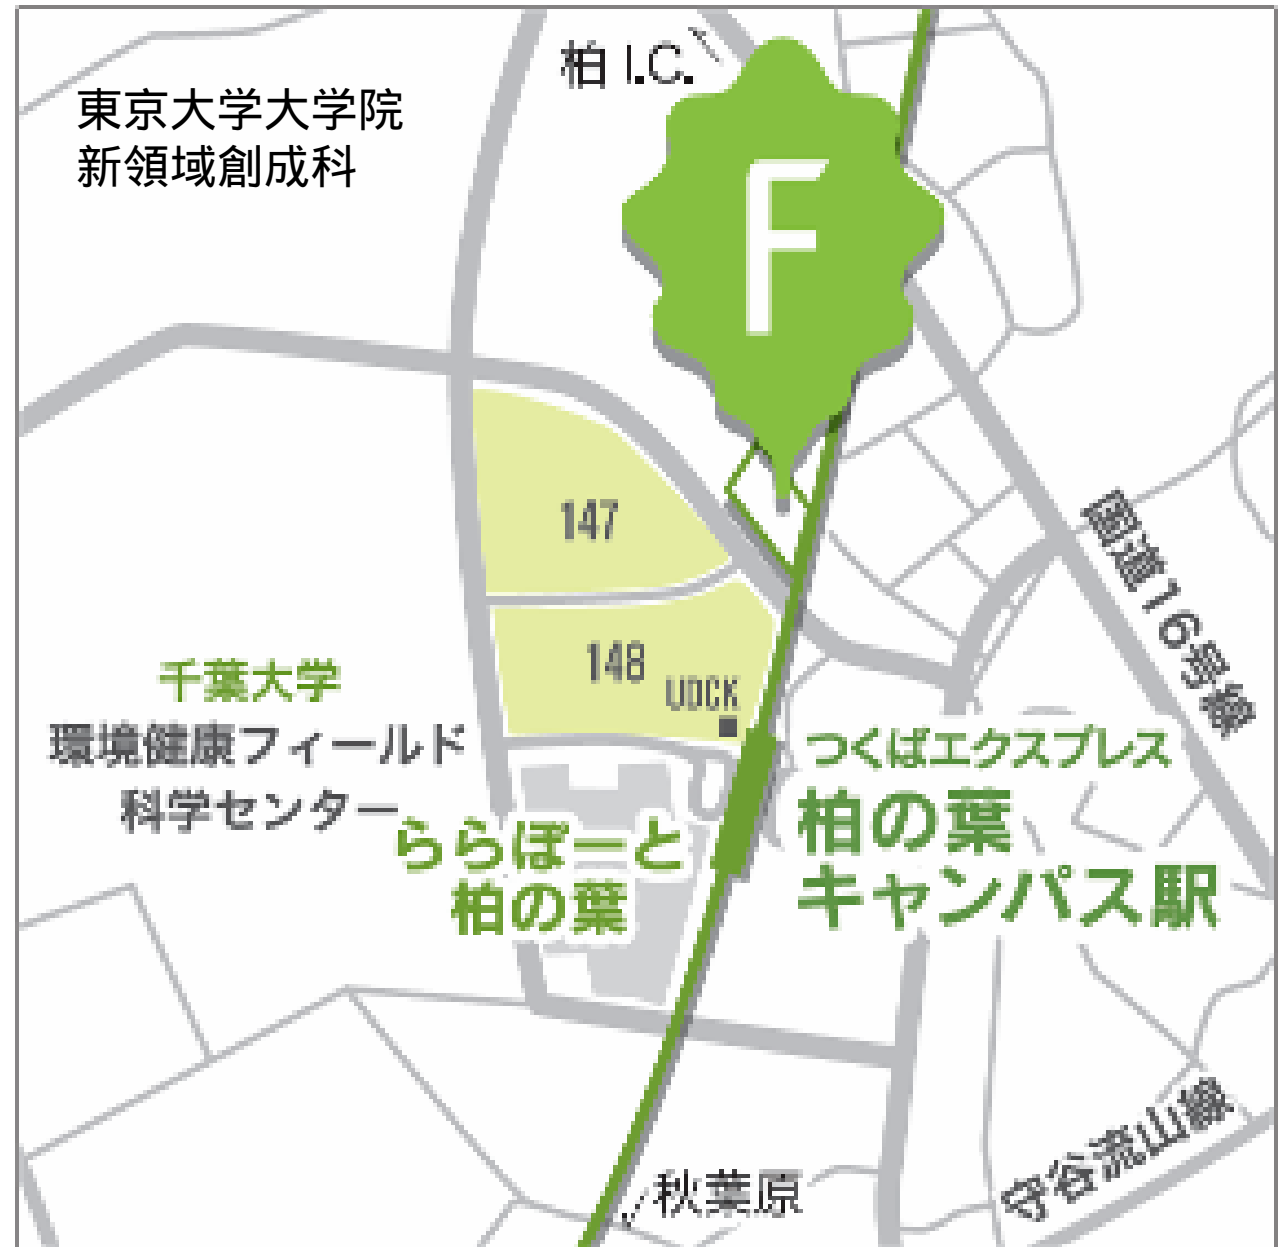 柏 I.C.
東京大学大学院
新領域創成科
F
147
148
UDCK
千葉大学
環境健康フィールド
科学センター
ららぽーと
柏の葉
つくばエクスプレス
柏の葉
キャンパス駅
国道16号線
守谷流山線
秋葉原